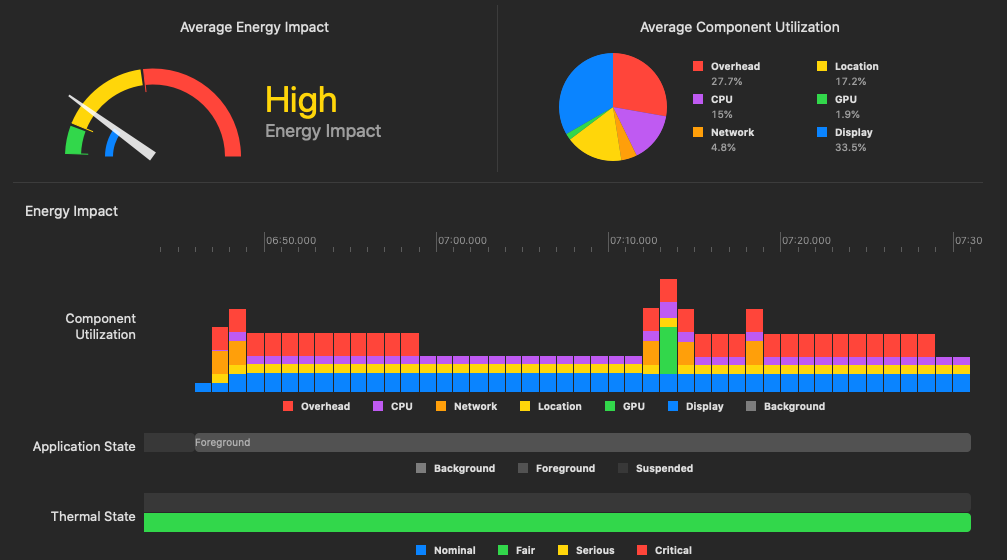 Average Energy Impact
High
Energy Impact
Average Component Utilization
Overhead
27.7%
Location
17.2%
CPU
15%
GPU
1.9%
Network
4.8%
Display
33.5%
Energy Impact
06:50.000 07:00.000 07:10.000 07:20.000 07:30
Component
Utilization
Overhead CPU Network Location GPU Display Background
Application State
Foreground
Background Foreground Suspended
Thermal State
Nominal Fair Serious Critical